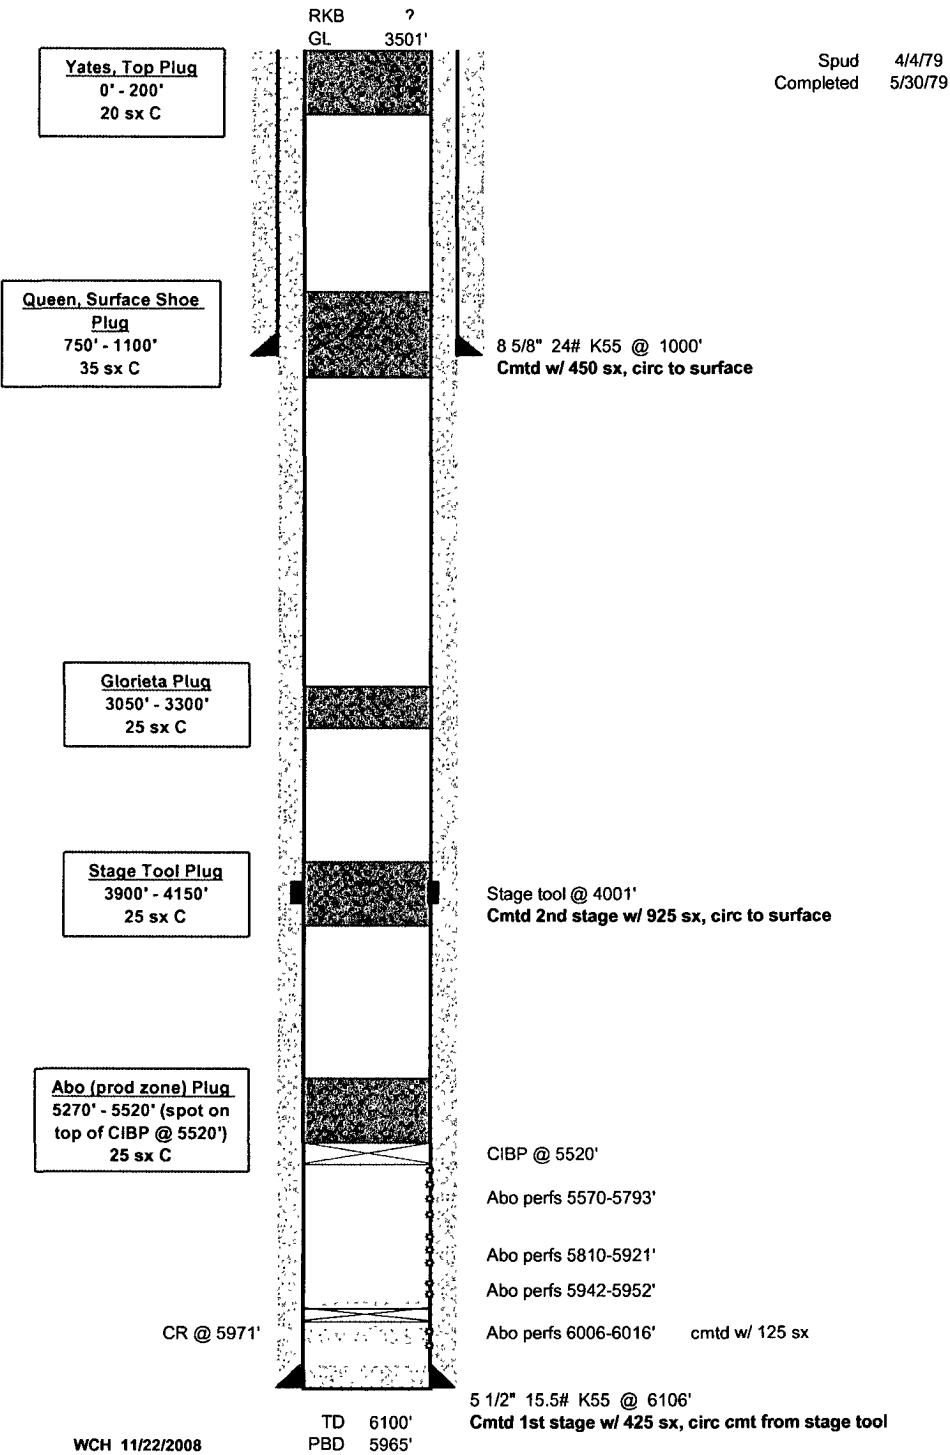 RKB ?
GL 3501'
Spud 4/4/79
Completed 5/30/79
Yates, Top Plug
0' - 200'
20 sx C
Queen, Surface Shoe
Plug
750' - 1100'
35 sx C
8 5/8" 24# K55 @ 1000'
Cmtd w/ 450 sx, circ to surface
Glorieta Plug
3050' - 3300'
25 sx C
Stage Tool Plug
3900' - 4150'
25 sx C
Stage tool @ 4001'
Cmtd 2nd stage w/ 925 sx, circ to surface
Abo (prod zone) Plug
5270' - 5520' (spot on
top of CIBP @ 5520')
25 sx C
CIBP @ 5520'
Abo perfs 5570-5793'
Abo perfs 5810-5921'
Abo perfs 5942-5952'
CR @ 5971'
Abo perfs 6006-6016' cmtd w/ 125 sx
5 1/2" 15.5# K55 @ 6106'
Cmtd 1st stage w/ 425 sx, circ cmt from stage tool
TD 6100'
PBD 5965'
WCH 11/22/2008